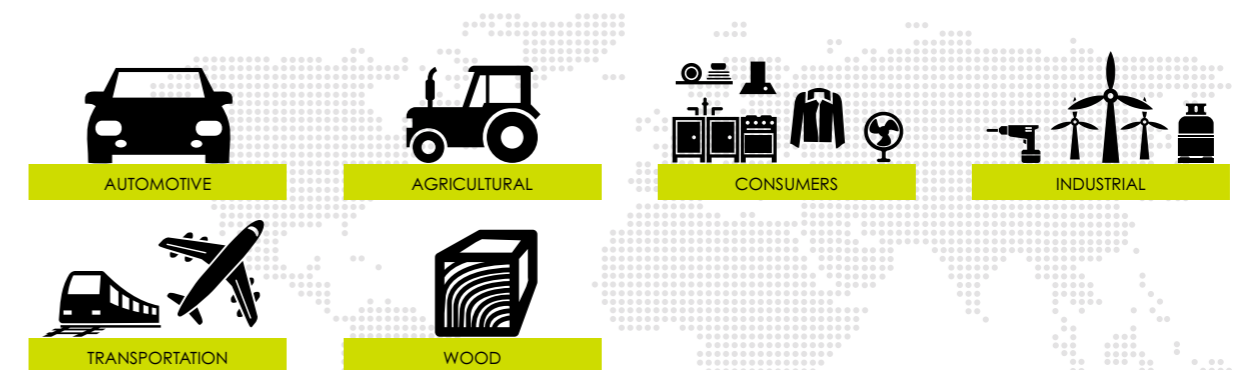 AUTOMOTIVE
AGRICULTURAL
CONSUMERS
INDUSTRIAL
TRANSPORTATION
WOOD